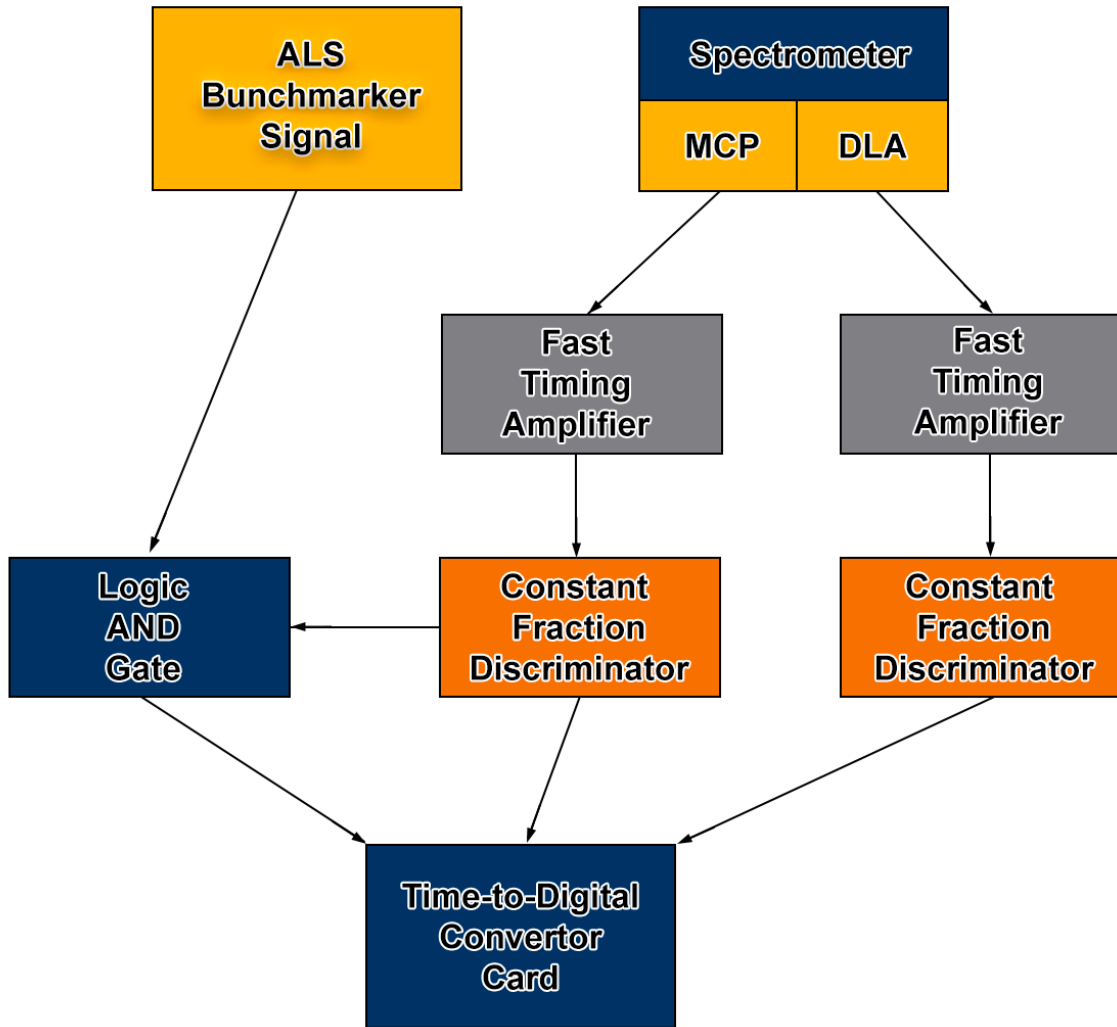 ALS
Bunchmarker
Signal
Spectrometer
MCP
DLA
Fast
Timing
Amplifier
Fast
Timing
Amplifier
Logic
AND
Gate
Constant
Fraction
Discriminator
Constant
Fraction
Discriminator
Time-to-Digital
Convertor
Card